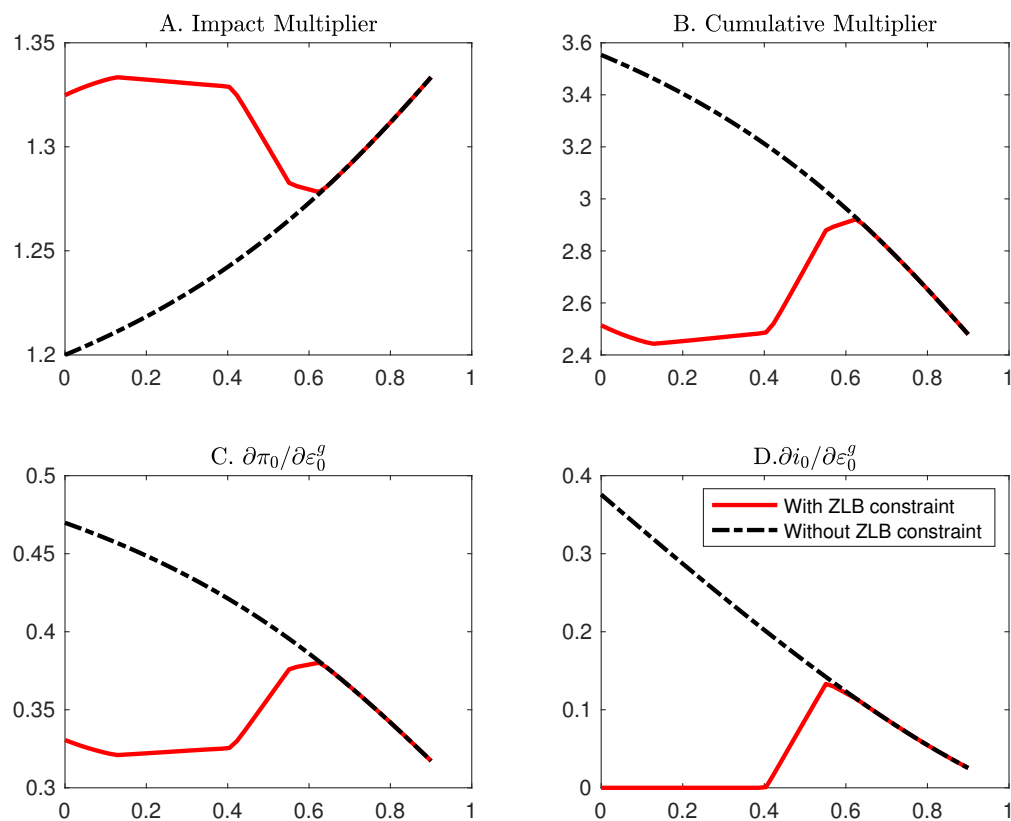 A. Impact Multiplier
1.35
1.3
1.25
1.2
0 0.2 0.4 0.6 0.8 1
B. Cumulative Multiplier
3.6
3.4
3.2
3
2.8
2.6
2.4
0 0.2 0.4 0.6 0.8 1
C. ∂π₀/∂ε₀ᵍ
0.5
0.45
0.4
0.35
0.3
0 0.2 0.4 0.6 0.8 1
D.∂i₀/∂ε₀ᵍ
0.4
0.3
0.2
0.1
0
With ZLB constraint
Without ZLB constraint
0 0.2 0.4 0.6 0.8 1